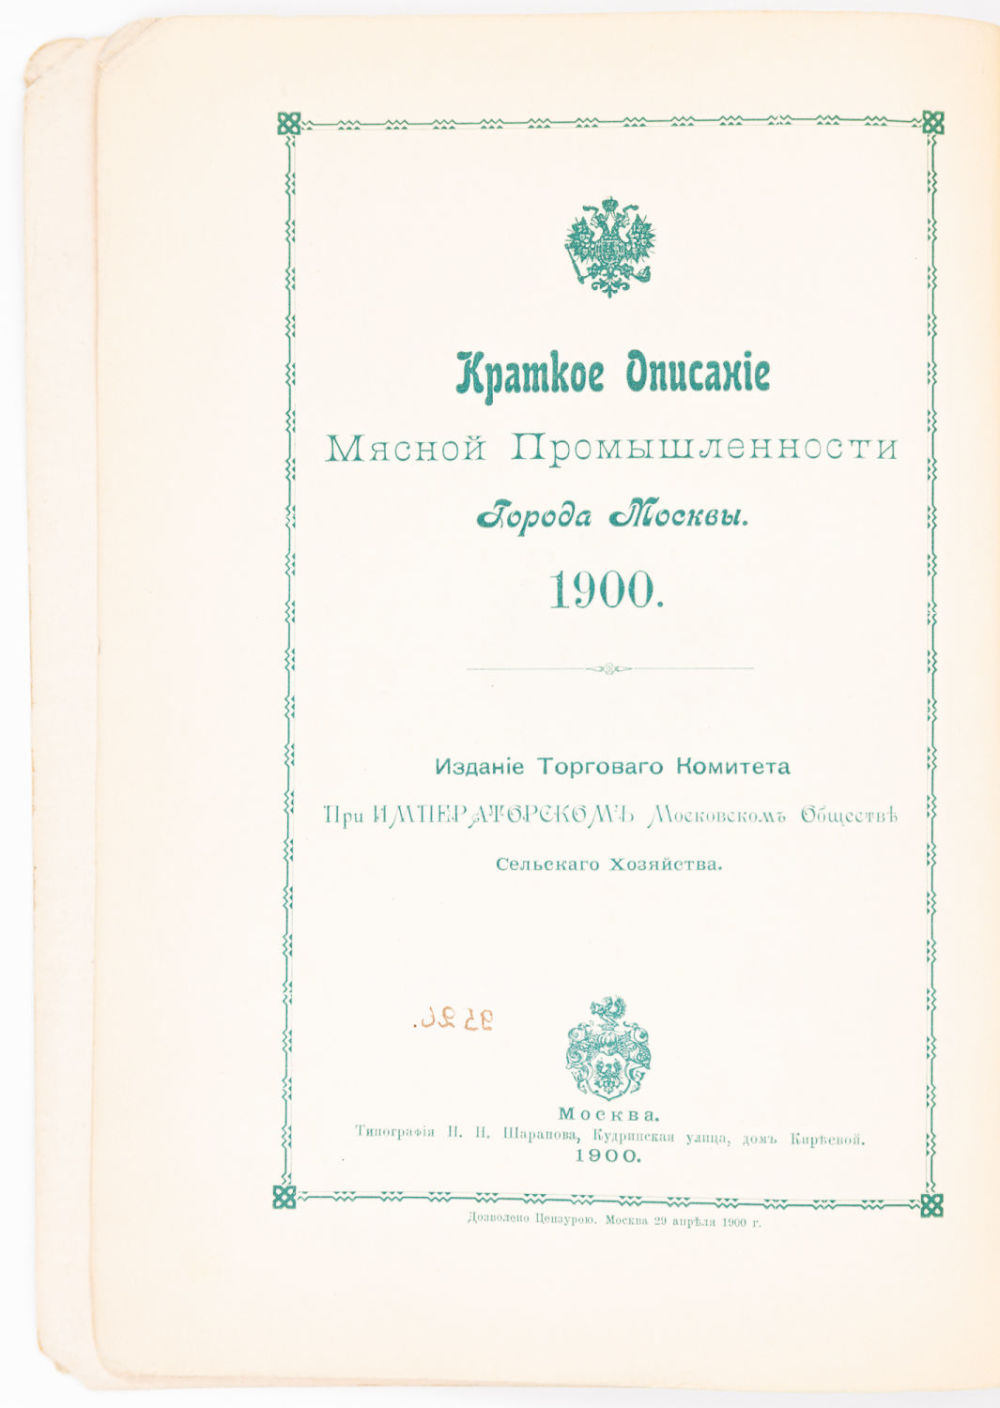 Краткое Описаніе
Мясной Промышленности
Города Москвы.
1900.
Изданіе Торговаго Комитета
При ИМПЕРАТОРСКОМЪ Московскомъ Обществѣ
Сельскаго Хозяйства.
Москва.
Типографія Н. Н. Шарапова, Кудринская улица, домъ Кирѣевой.
1900.
Дозволено Цензурою. Москва 29 апрѣля 1900 г.